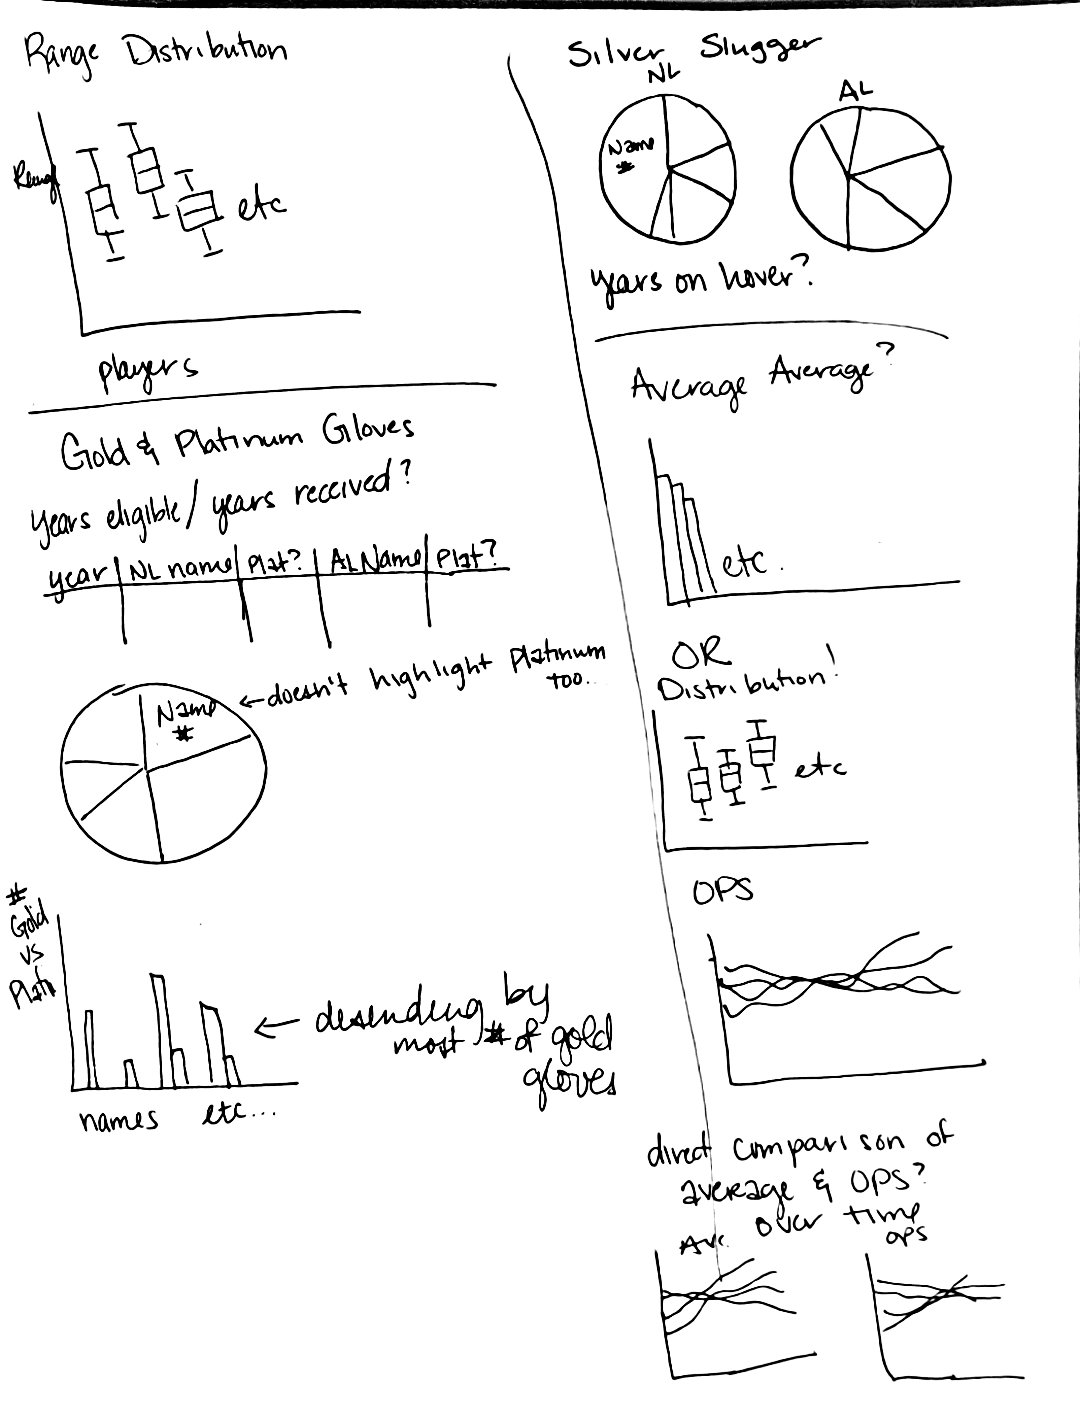 Range Distribution
Range
etc
players
Gold & Platinum Gloves
Years eligible/years received?
year NL name Plat? AL Name Plat?
←doesn't highlight Platinum
too..
Name
#
#
Gold
vs
Plat
← desending by
most # of gold
gloves
names etc...
Silver Slugger
NL
AL
Name
#
years on hover?
Average Average?
etc.
OR
Distribution!
etc
OPS
direct comparison of
average & OPS?
over time
Ave.
OPS